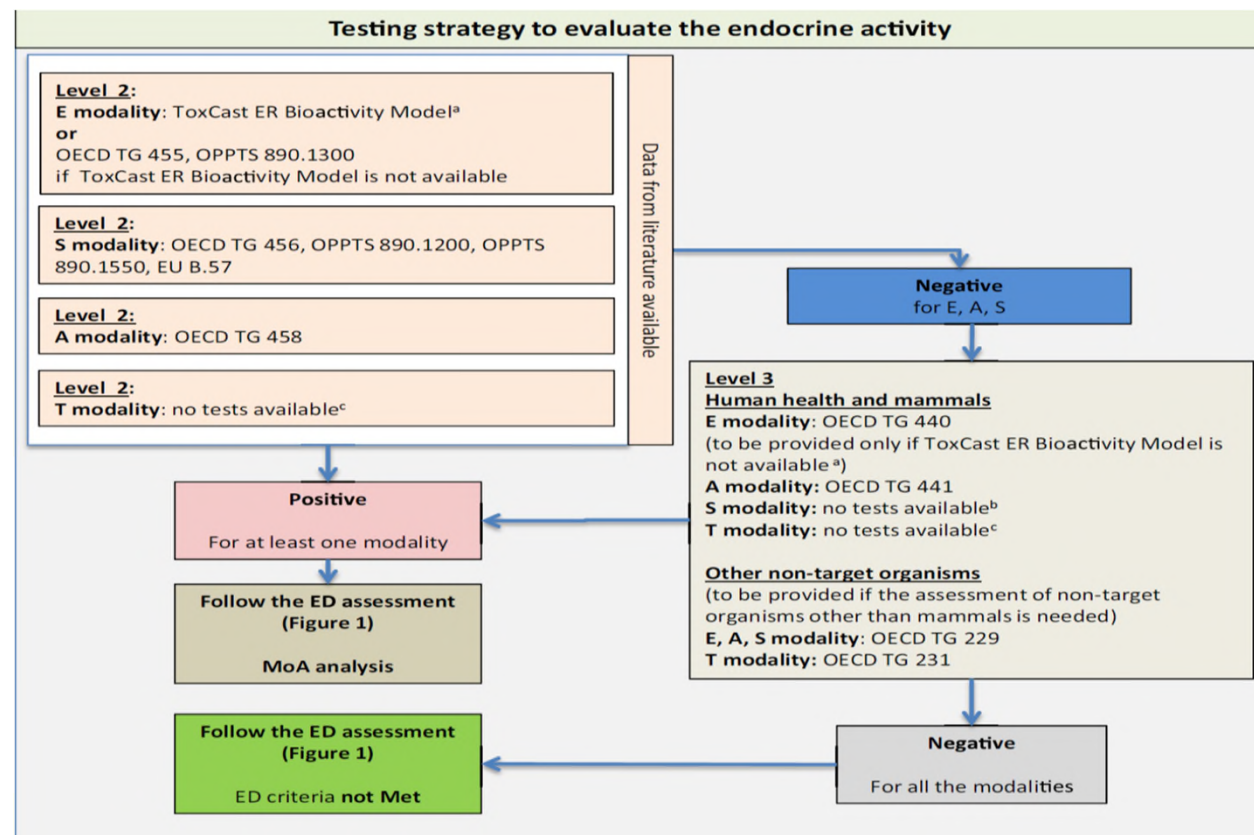 Testing strategy to evaluate the endocrine activity
Level 2:
E modality: ToxCast ER Bioactivity Modelᵃ
or
OECD TG 455, OPPTS 890.1300
if ToxCast ER Bioactivity Model is not available
Level 2:
S modality: OECD TG 456, OPPTS 890.1200, OPPTS
890.1550, EU B.57
Level 2:
A modality: OECD TG 458
Level 2:
T modality: no tests availableᶜ
Data from literature available
Negative
for E, A, S
Level 3
Human health and mammals
E modality: OECD TG 440
(to be provided only if ToxCast ER Bioactivity Model is
not available ᵃ)
A modality: OECD TG 441
S modality: no tests availableᵇ
T modality: no tests availableᶜ
Other non-target organisms
(to be provided if the assessment of non-target
organisms other than mammals is needed)
E, A, S modality: OECD TG 229
T modality: OECD TG 231
Positive
For at least one modality
Follow the ED assessment
(Figure 1)
MoA analysis
Follow the ED assessment
(Figure 1)
ED criteria not Met
Negative
For all the modalities